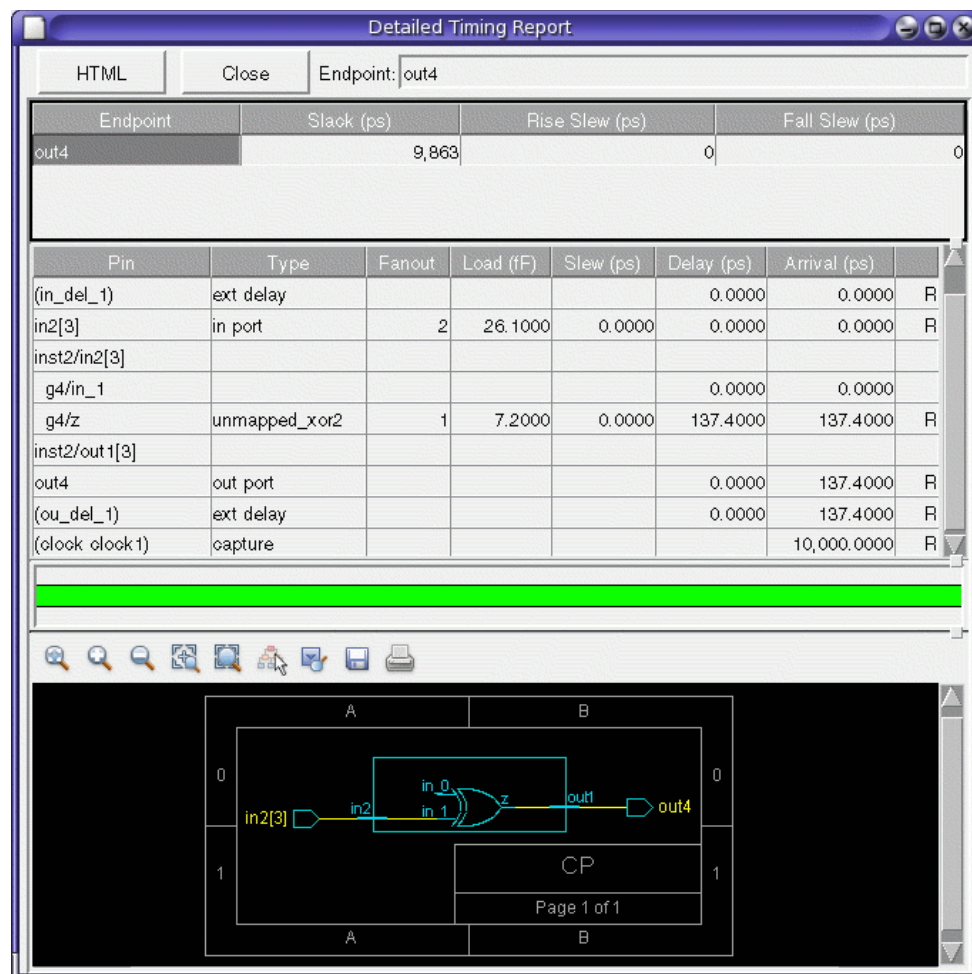 Detailed Timing Report
HTML Close Endpoint: out4
Endpoint Slack (ps) Rise Slew (ps) Fall Slew (ps)
out4 9,863 0 0
Pin Type Fanout Load (fF) Slew (ps) Delay (ps) Arrival (ps)
(in_del_1) ext delay 0.0000 0.0000 R
in2[3] in port 2 26.1000 0.0000 0.0000 0.0000 R
inst2/in2[3]
g4/in_1 0.0000 0.0000
g4/z unmapped_xor2 1 7.2000 0.0000 137.4000 137.4000 R
inst2/out1[3]
out4 out port 0.0000 137.4000 R
(ou_del_1) ext delay 0.0000 137.4000 R
(clock clock1) capture 10,000.0000 R
A B
0 0
in_0
in2 z out1
in2[3] in_1 out4
CP
1 1
Page 1 of 1
A B